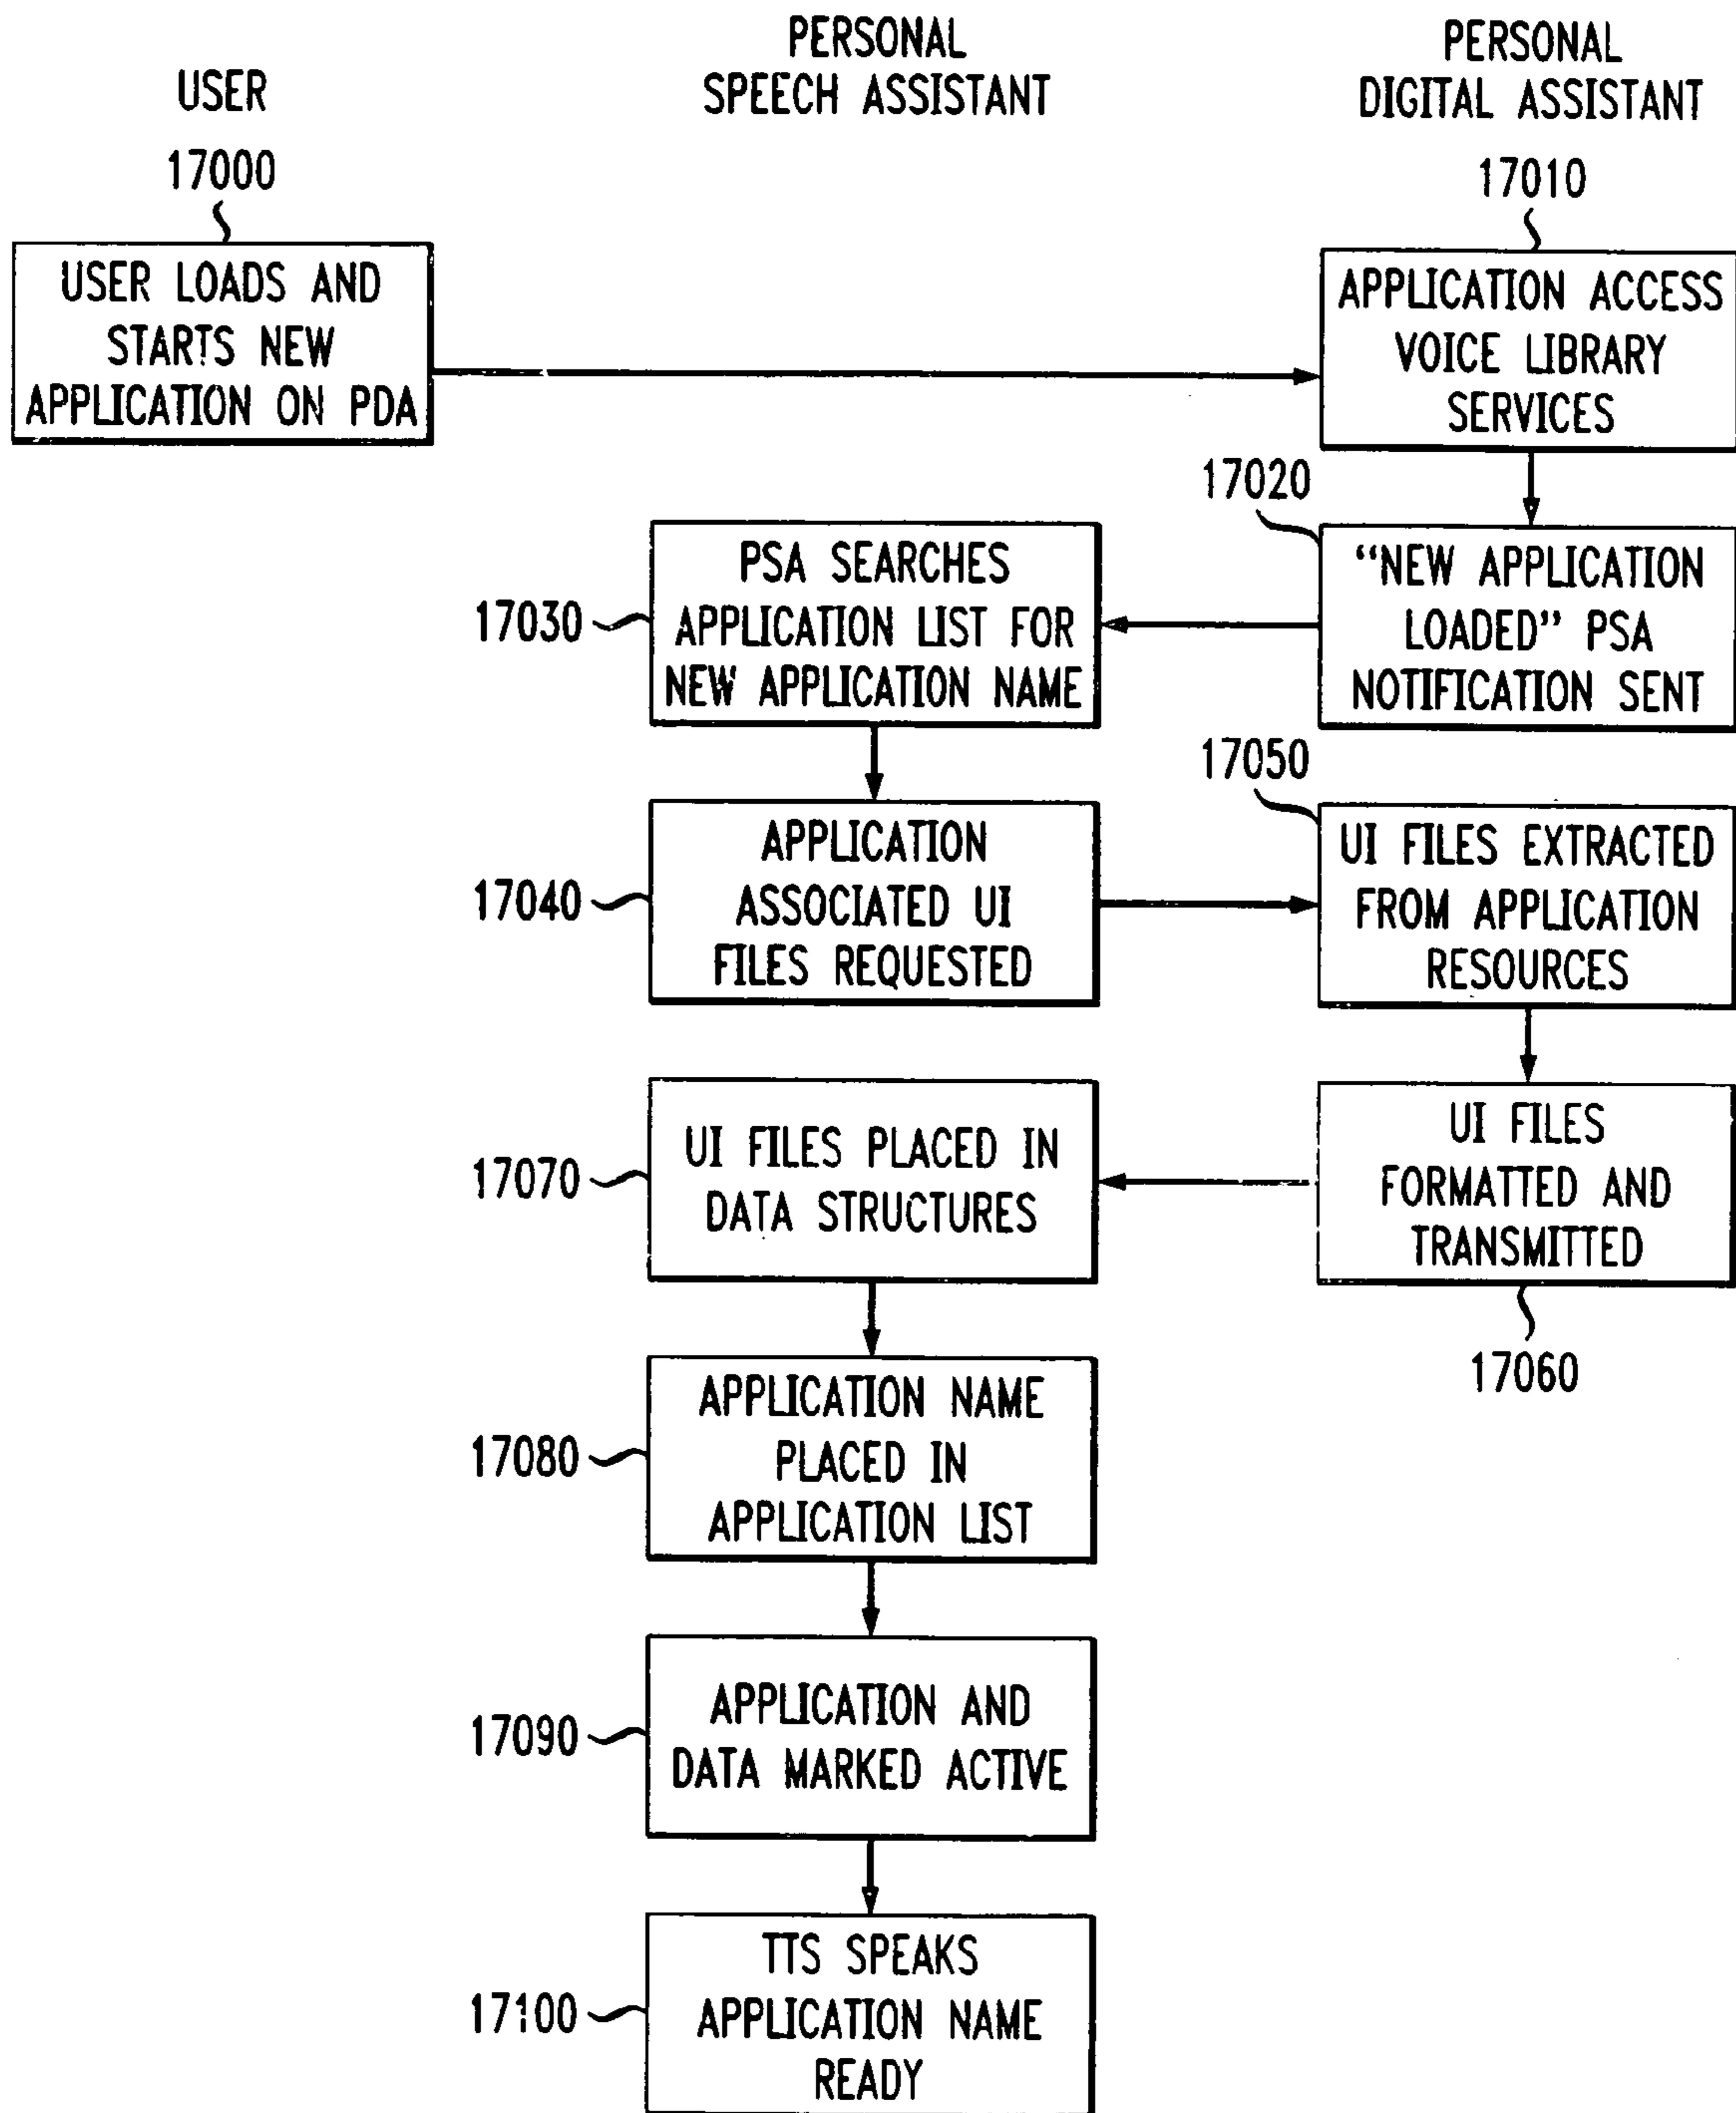 USER
17000
PERSONAL
SPEECH ASSISTANT
PERSONAL
DIGITAL ASSISTANT
17010
USER LOADS AND
STARTS NEW
APPLICATION ON PDA
APPLICATION ACCESS
VOICE LIBRARY
SERVICES
17020
"NEW APPLICATION
LOADED" PSA
NOTIFICATION SENT
17030
PSA SEARCHES
APPLICATION LIST FOR
NEW APPLICATION NAME
17040
APPLICATION
ASSOCIATED UI
FILES REQUESTED
17050
UI FILES EXTRACTED
FROM APPLICATION
RESOURCES
UI FILES
FORMATTED AND
TRANSMITTED
17060
17070
UI FILES PLACED IN
DATA STRUCTURES
17080
APPLICATION NAME
PLACED IN
APPLICATION LIST
17090
APPLICATION AND
DATA MARKED ACTIVE
17100
TTS SPEAKS
APPLICATION NAME
READY